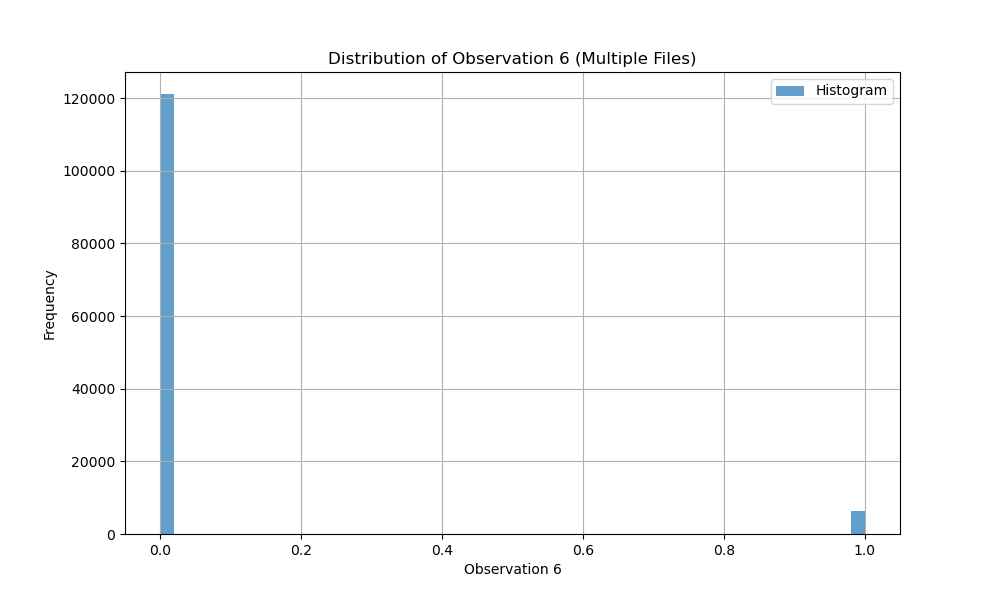 Distribution of Observation 6 (Multiple Files)
Histogram
120000
100000
80000
60000
40000
20000
0
Frequency
0.0 0.2 0.4 0.6 0.8 1.0
Observation 6